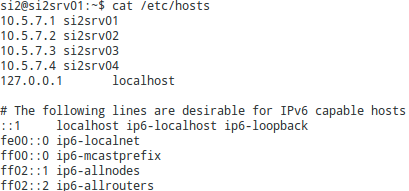 si2@si2srv01:~$ cat /etc/hosts
10.5.7.1 si2srv01
10.5.7.2 si2srv02
10.5.7.3 si2srv03
10.5.7.4 si2srv04
127.0.0.1       localhost

# The following lines are desirable for IPv6 capable hosts
::1     localhost ip6-localhost ip6-loopback
fe00::0 ip6-localnet
ff00::0 ip6-mcastprefix
ff02::1 ip6-allnodes
ff02::2 ip6-allrouters